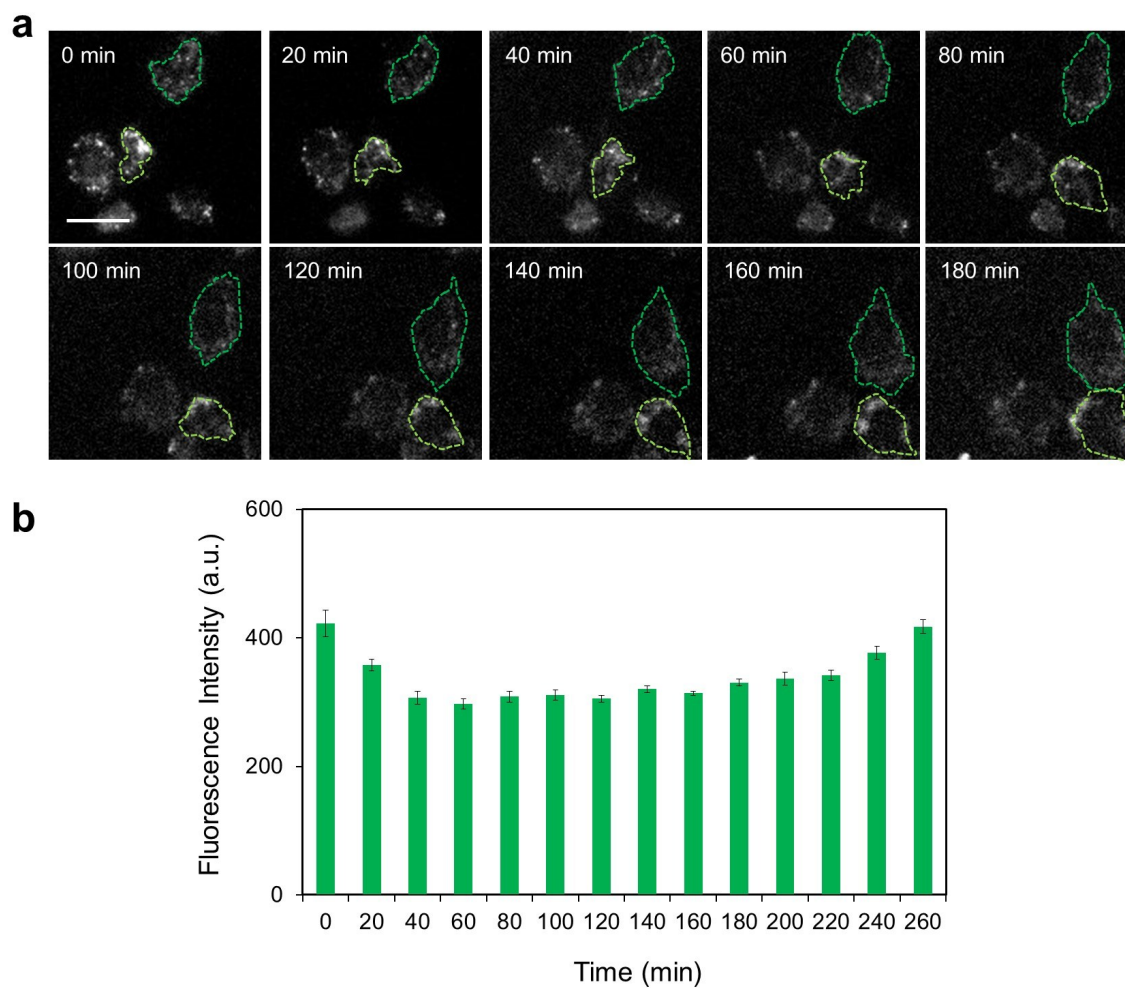 a
0 min 20 min 40 min 60 min 80 min
100 min 120 min 140 min 160 min 180 min
b
Fluorescence Intensity (a.u.)
600
400
200
0
0 20 40 60 80 100 120 140 160 180 200 220 240 260
Time (min)